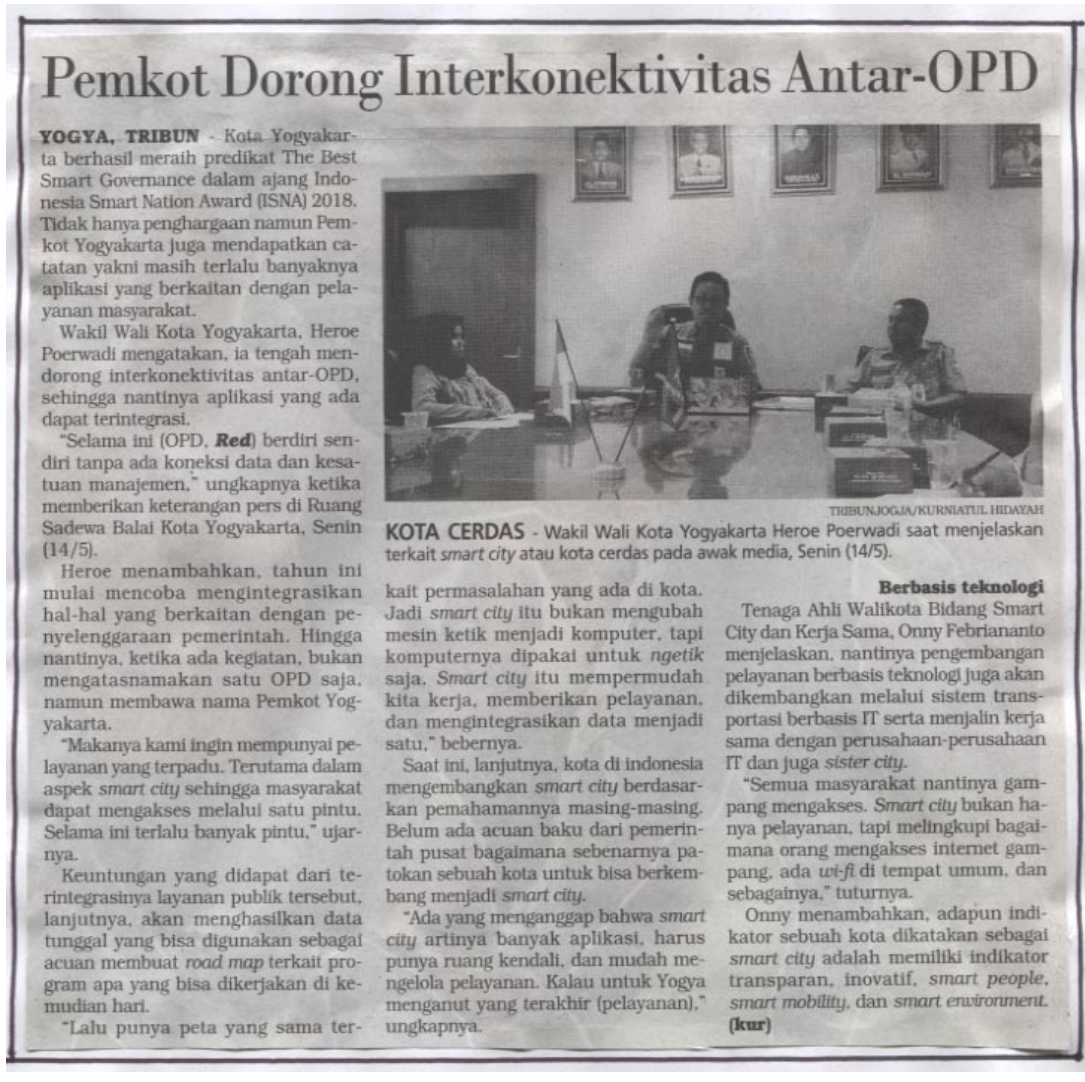 Pemkot Dorong Interkonektivitas Antar-OPD
YOGYA, TRIBUN - Kota Yogyakar-
ta berhasil meraih predikat The Best
Smart Governance dalam ajang Indo-
nesia Smart Nation Award (ISNA) 2018.
Tidak hanya penghargaan namun Pem-
kot Yogyakarta juga mendapatkan ca-
tatan yakni masih terlalu banyaknya
aplikasi yang berkaitan dengan pela-
yanan masyarakat.
Wakil Wali Kota Yogyakarta, Heroe
Poerwadi mengatakan, ia tengah men-
dorong interkonektivitas antar-OPD,
sehingga nantinya aplikasi yang ada
dapat terintegrasi.
"Selama ini (OPD, Red) berdiri sen-
diri tanpa ada koneksi data dan kesa-
tuan manajemen," ungkapnya ketika
memberikan keterangan pers di Ruang
Sadewa Balai Kota Yogyakarta, Senin
(14/5).
Heroe menambahkan, tahun ini
mulai mencoba mengintegrasikan
hal-hal yang berkaitan dengan pe-
nyelenggaraan pemerintah. Hingga
nantinya, ketika ada kegiatan, bukan
mengatasnamakan satu OPD saja,
namun membawa nama Pemkot Yog-
yakarta.
"Makanya kami ingin mempunyai pe-
layanan yang terpadu. Terutama dalam
aspek smart city sehingga masyarakat
dapat mengakses melalui satu pintu.
Selama ini terlalu banyak pintu," ujar-
nya.
Keuntungan yang didapat dari te-
rintegrasinya layanan publik tersebut,
lanjutnya, akan menghasilkan data
tunggal yang bisa digunakan sebagai
acuan membuat road map terkait pro-
gram apa yang bisa dikerjakan di ke-
mudian hari.
"Lalu punya peta yang sama ter-
TRIBUNJOGJA/KURNIATUL HIDAYAH
KOTA CERDAS - Wakil Wali Kota Yogyakarta Heroe Poerwadi saat menjelaskan
terkait smart city atau kota cerdas pada awak media, Senin (14/5).
kait permasalahan yang ada di kota.
Jadi smart city itu bukan mengubah
mesin ketik menjadi komputer, tapi
komputernya dipakai untuk ngetik
saja. Smart city itu mempermudah
kita kerja, memberikan pelayanan,
dan mengintegrasikan data menjadi
satu," bebernya.
Saat ini, lanjutnya, kota di indonesia
mengembangkan smart city berdasar-
kan pemahamannya masing-masing.
Belum ada acuan baku dari pemerin-
tah pusat bagaimana sebenarnya pa-
tokan sebuah kota untuk bisa berkem-
bang menjadi smart city.
"Ada yang menganggap bahwa smart
city artinya banyak aplikasi, harus
punya ruang kendali, dan mudah me-
ngelola pelayanan. Kalau untuk Yogya
menganut yang terakhir (pelayanan),"
ungkapnya.
Berbasis teknologi
Tenaga Ahli Walikota Bidang Smart
City dan Kerja Sama, Onny Febriananto
menjelaskan, nantinya pengembangan
pelayanan berbasis teknologi juga akan
dikembangkan melalui sistem trans-
portasi berbasis IT serta menjalin kerja
sama dengan perusahaan-perusahaan
IT dan juga sister city.
"Semua masyarakat nantinya gam-
pang mengakses. Smart city bukan ha-
nya pelayanan, tapi melingkupi bagai-
mana orang mengakses internet gam-
pang, ada wi-fi di tempat umum, dan
sebagainya," tuturnya.
Onny menambahkan, adapun indi-
kator sebuah kota dikatakan sebagai
smart city adalah memiliki indikator
transparan, inovatif, smart people,
smart mobility, dan smart environment.
(kur)